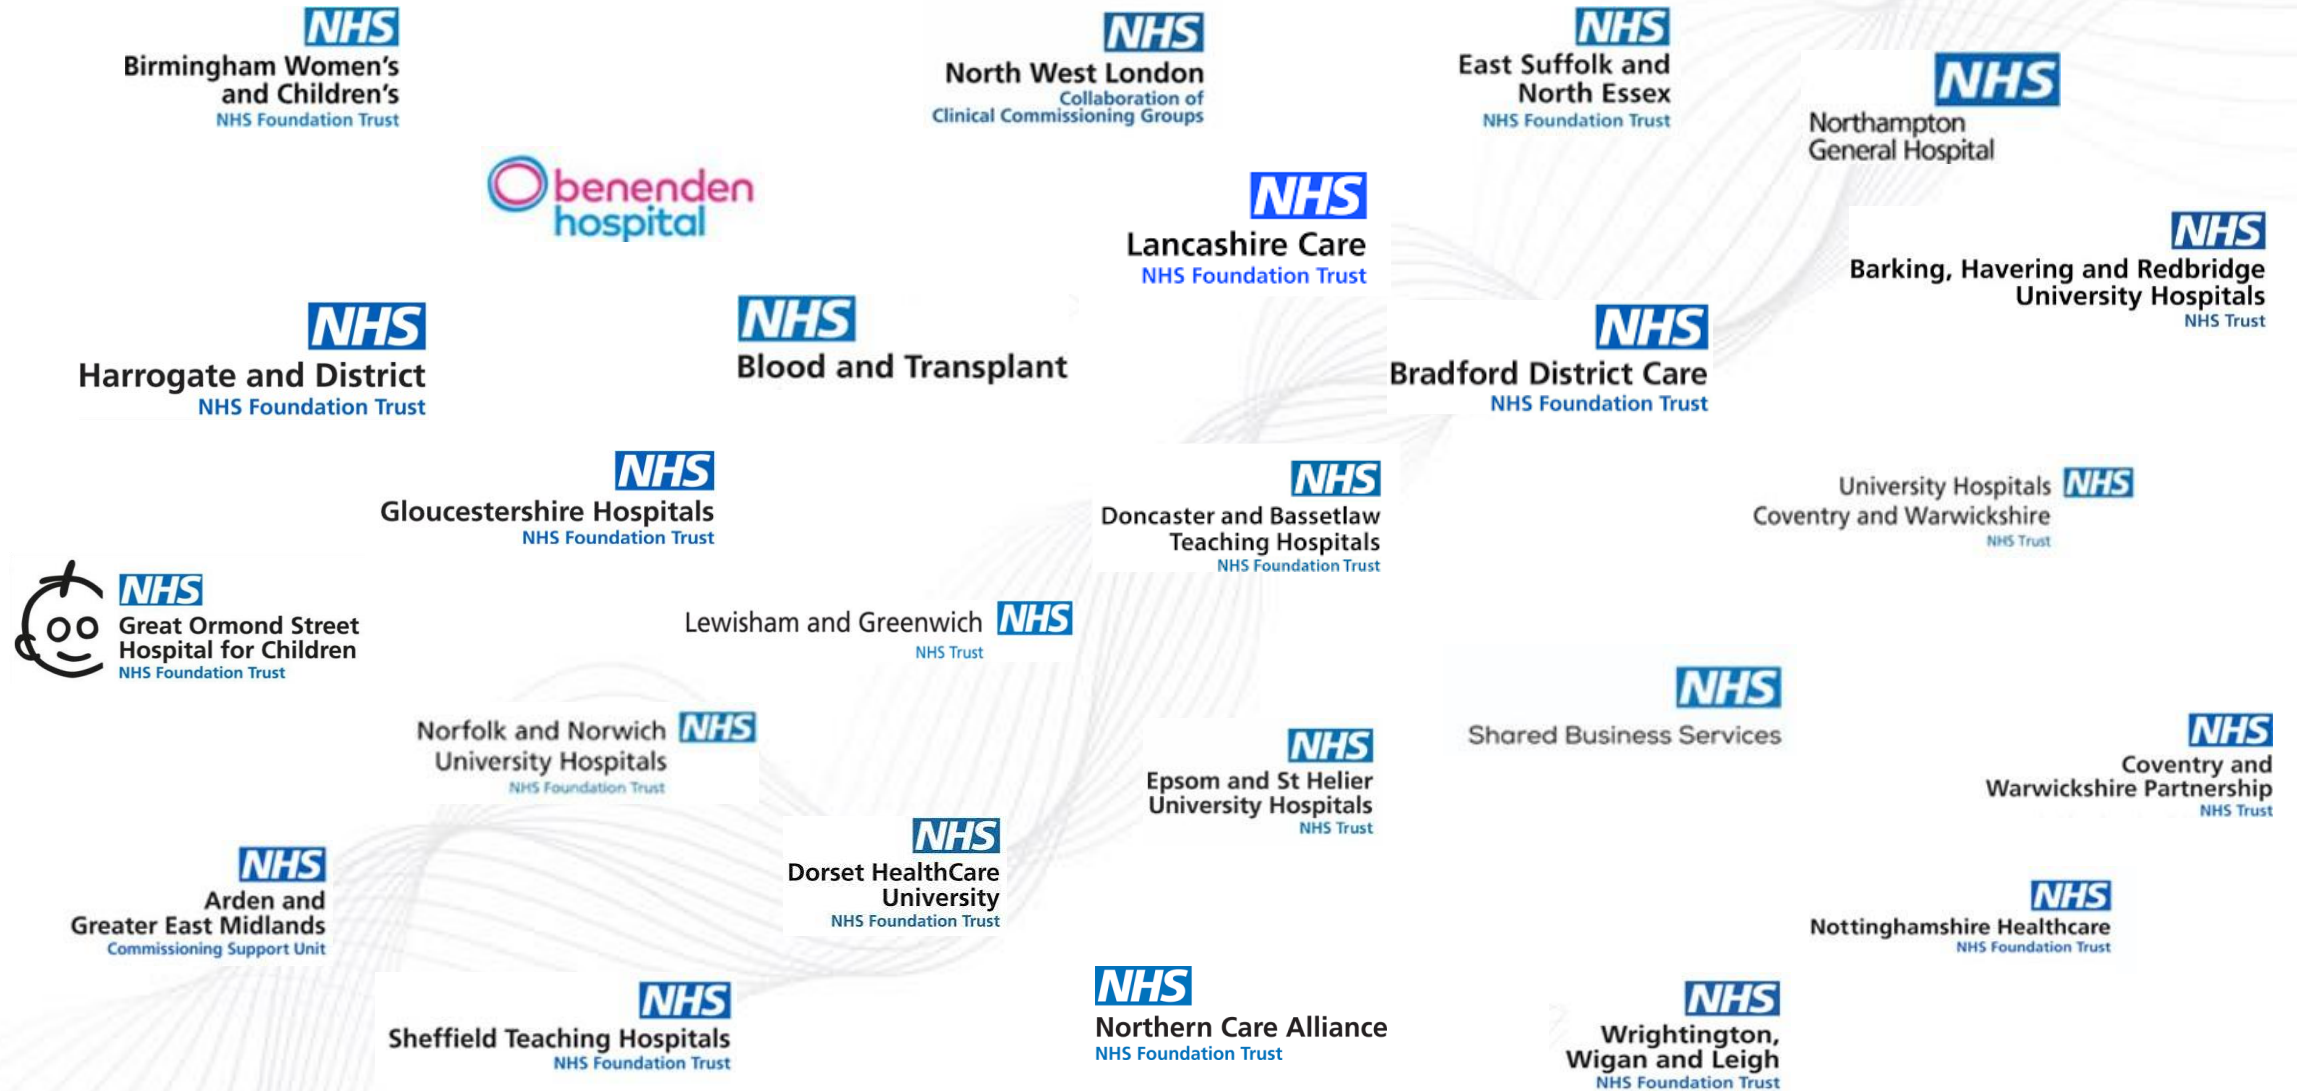 NHS
Birmingham Women's
and Children's
NHS Foundation Trust
NHS
North West London
Collaboration of
Clinical Commissioning Groups
NHS
East Suffolk and
North Essex
NHS Foundation Trust
NHS
Northampton
General Hospital
benenden
hospital
NHS
Lancashire Care
NHS Foundation Trust
NHS
Barking, Havering and Redbridge
University Hospitals
NHS Trust
NHS
Harrogate and District
NHS Foundation Trust
NHS
Blood and Transplant
NHS
Bradford District Care
NHS Foundation Trust
NHS
Gloucestershire Hospitals
NHS Foundation Trust
NHS
Doncaster and Bassetlaw
Teaching Hospitals
NHS Foundation Trust
University Hospitals NHS
Coventry and Warwickshire
NHS Trust
NHS
Great Ormond Street
Hospital for Children
NHS Foundation Trust
Lewisham and Greenwich NHS
NHS Trust
NHS
Shared Business Services
Norfolk and Norwich NHS
University Hospitals
NHS Foundation Trust
NHS
Epsom and St Helier
University Hospitals
NHS Trust
NHS
Coventry and
Warwickshire Partnership
NHS Trust
NHS
Arden and
Greater East Midlands
Commissioning Support Unit
NHS
Dorset HealthCare
University
NHS Foundation Trust
NHS
Nottinghamshire Healthcare
NHS Foundation Trust
NHS
Sheffield Teaching Hospitals
NHS Foundation Trust
NHS
Northern Care Alliance
NHS Foundation Trust
NHS
Wrightington,
Wigan and Leigh
NHS Foundation Trust